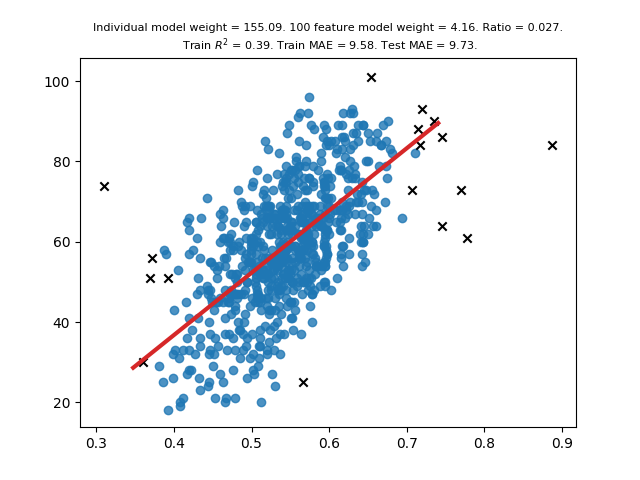 Individual model weight = 155.09. 100 feature model weight = 4.16. Ratio = 0.027.
Train R² = 0.39. Train MAE = 9.58. Test MAE = 9.73.
100
80
60
40
20
0.3 0.4 0.5 0.6 0.7 0.8 0.9